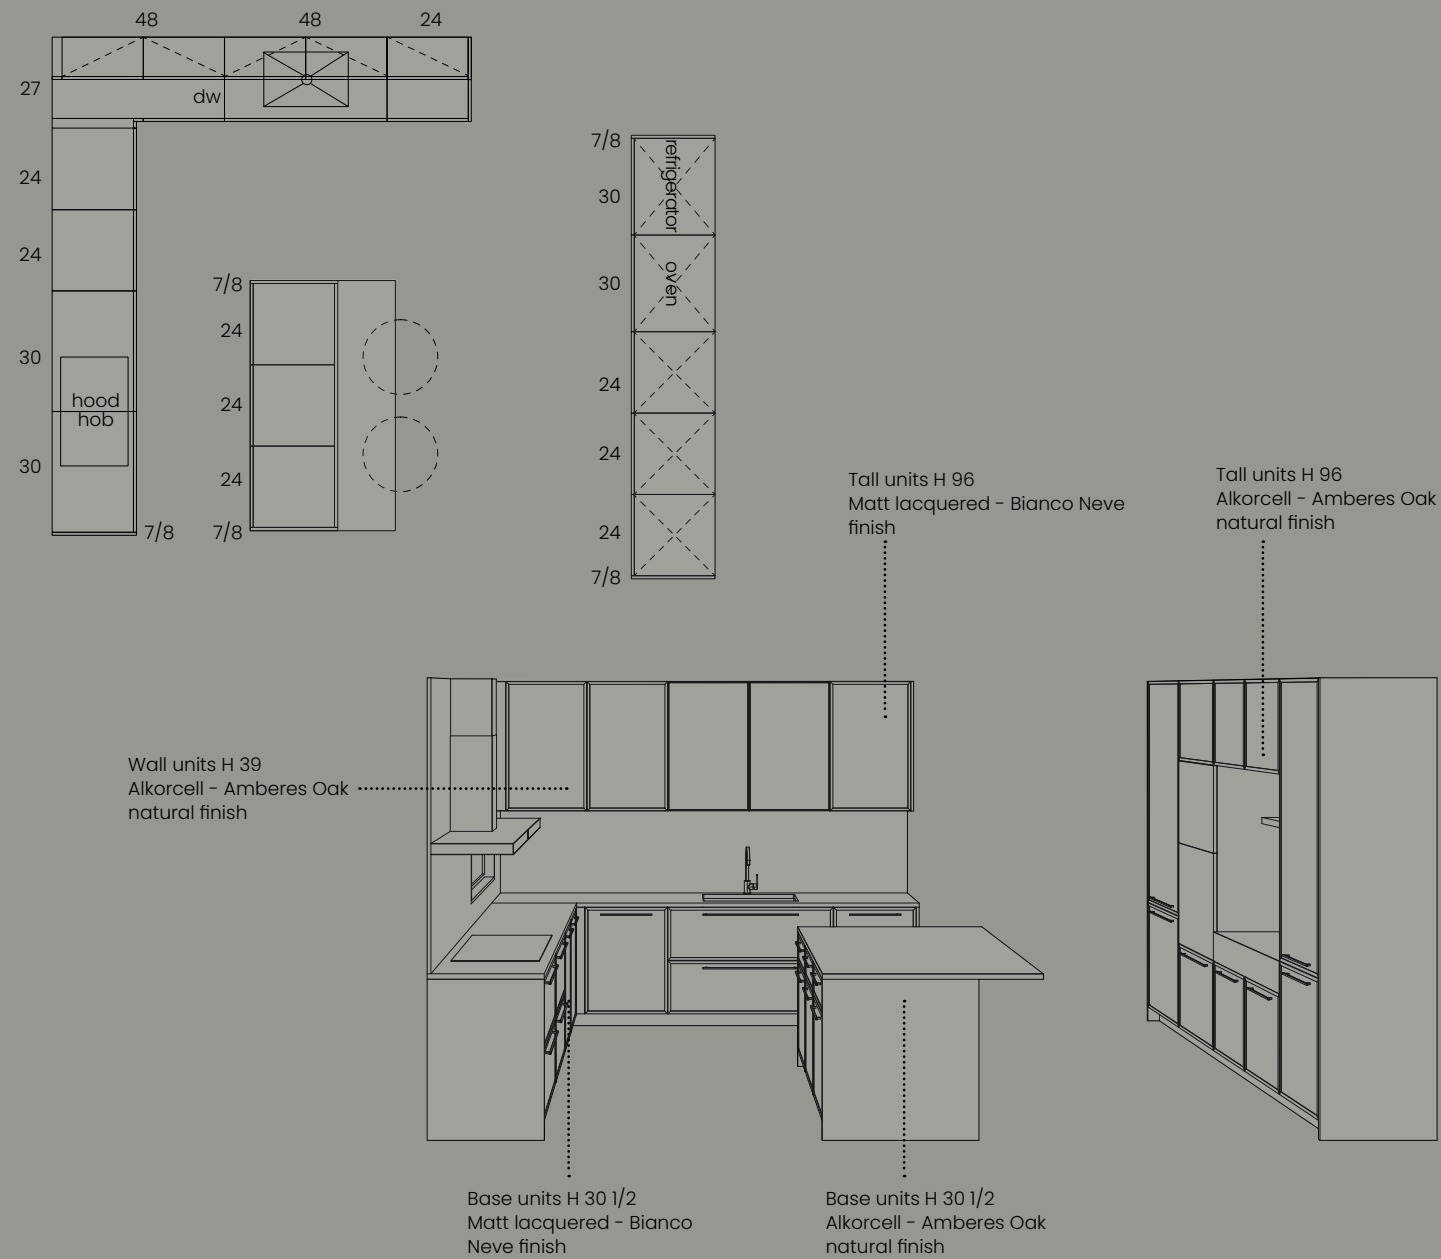 48
48
24
27
dw
24
24
30
hood
hob
30
7/8
7/8
24
24
24
7/8
7/8
30
refrigerator
30
oven
24
24
24
7/8
Tall units H 96
Matt lacquered - Bianco Neve
finish
Tall units H 96
Alkorcell - Amberes Oak
natural finish
Wall units H 39
Alkorcell - Amberes Oak
natural finish
Base units H 30 1/2
Matt lacquered - Bianco
Neve finish
Base units H 30 1/2
Alkorcell - Amberes Oak
natural finish